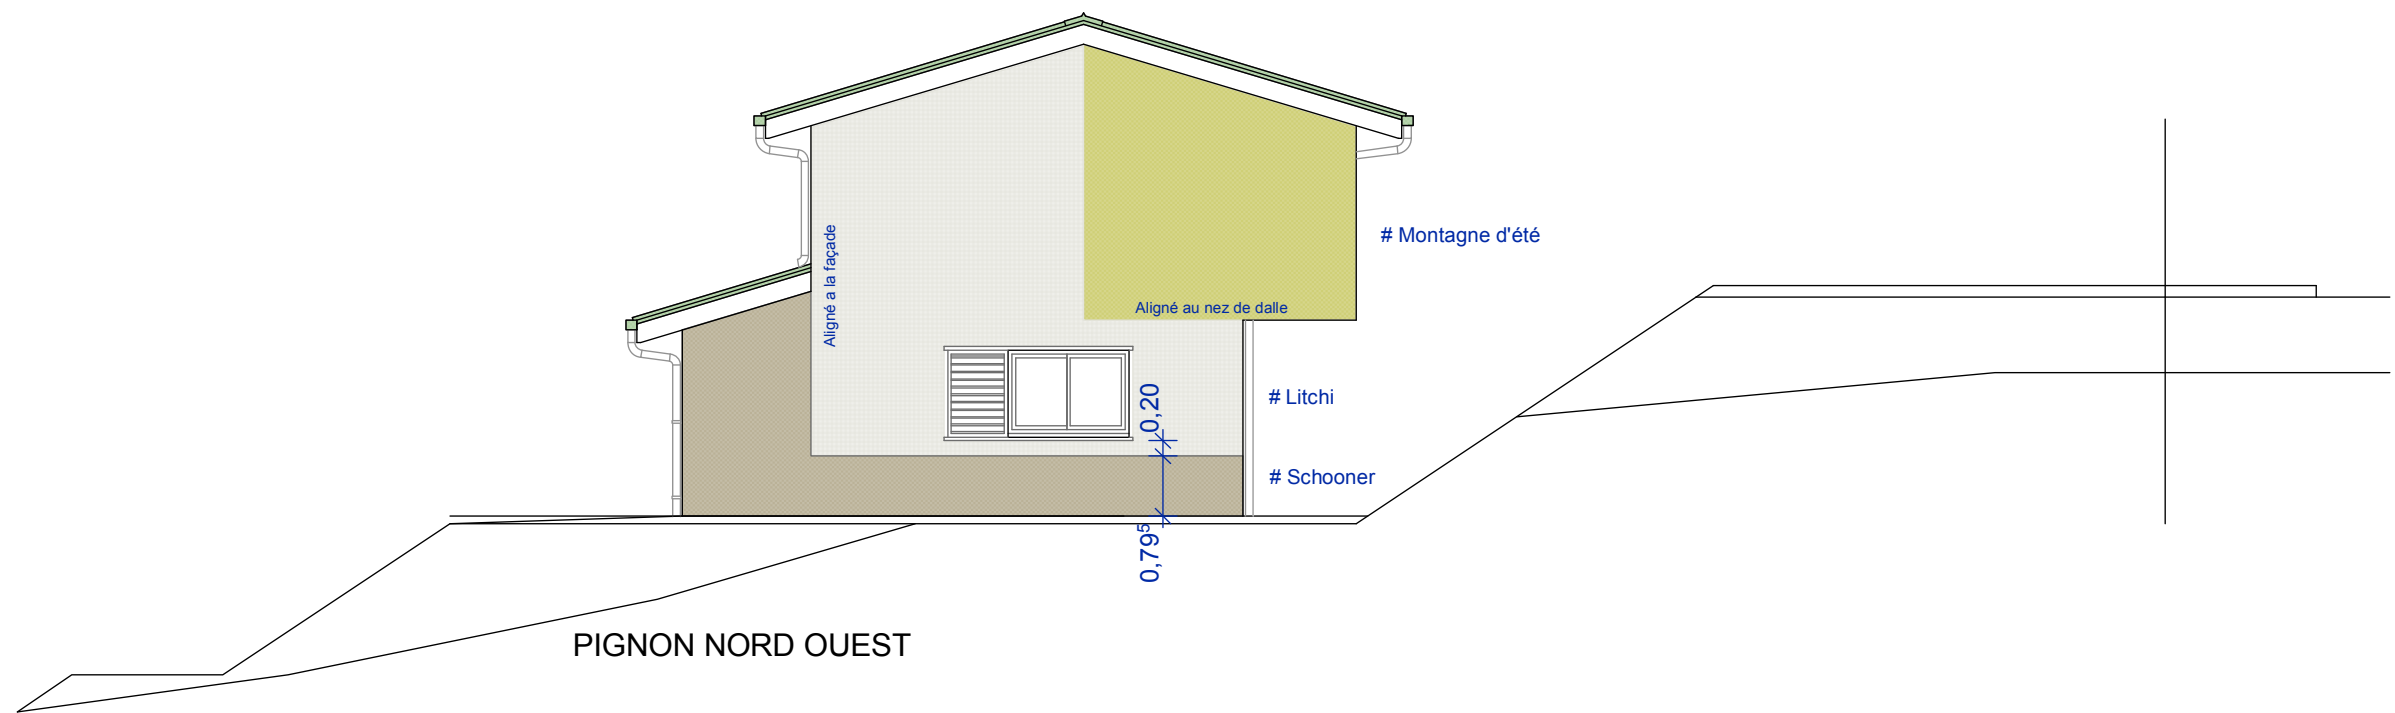 Aligné a la façade
# Montagne d'été
Aligné au nez de dalle
0,20
# Litchi
# Schooner
0,79⁵
PIGNON NORD OUEST